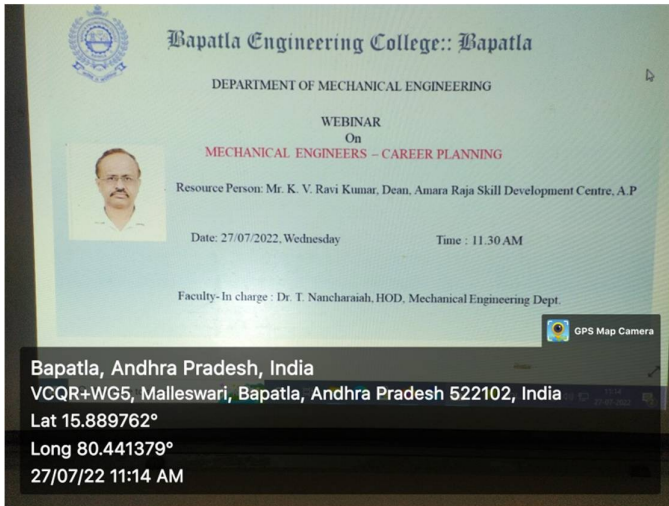 Bapatla Engineering College:: Bapatla
DEPARTMENT OF MECHANICAL ENGINEERING
WEBINAR
On
MECHANICAL ENGINEERS – CAREER PLANNING
Resource Person: Mr. K. V. Ravi Kumar, Dean, Amara Raja Skill Development Centre, A.P
Date: 27/07/2022, Wednesday Time : 11.30 AM
Faculty- In charge : Dr. T. Nancharaiah, HOD, Mechanical Engineering Dept.
GPS Map Camera
Bapatla, Andhra Pradesh, India
VCQR+WG5, Malleswari, Bapatla, Andhra Pradesh 522102, India
Lat 15.889762°
Long 80.441379°
27/07/22 11:14 AM